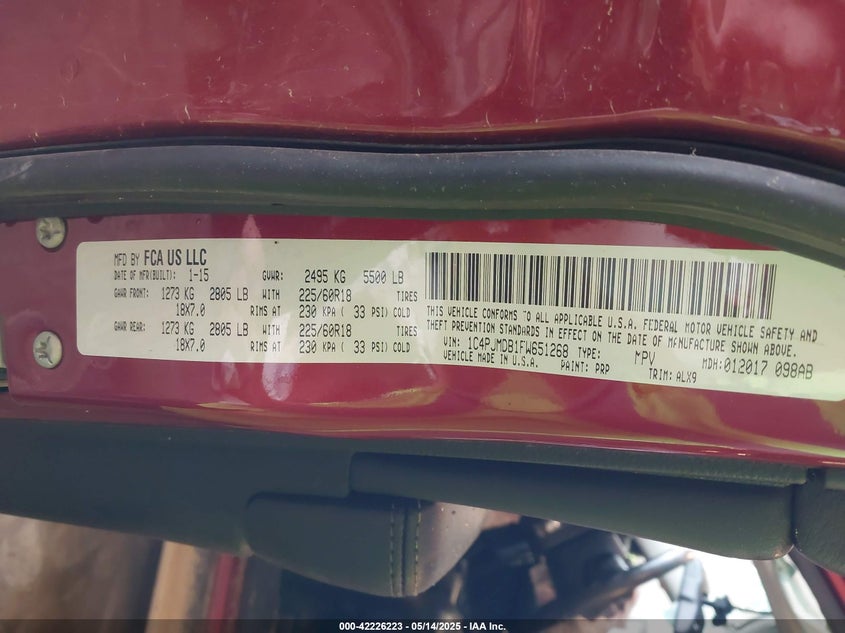 MFD BY FCA US LLC
DATE OF MFR(BUILT): 1-15 GVWR: 2495 KG 5500 LB
GAWR FRONT: 1273 KG 2805 LB WITH 225/60R18 TIRES
18X7.0 RIMS AT 230 KPA ( 33 PSI) COLD
GAWR REAR: 1273 KG 2805 LB WITH 225/60R18 TIRES
18X7.0 RIMS AT 230 KPA ( 33 PSI) COLD
THIS VEHICLE CONFORMS TO ALL APPLICABLE U.S.A. FEDERAL MOTOR VEHICLE SAFETY AND
THEFT PREVENTION STANDARDS IN EFFECT ON THE DATE OF MANUFACTURE SHOWN ABOVE.
VIN: 1C4PJMDB1FW651268 TYPE: MPV MDH:012017 098AB
VEHICLE MADE IN U.S.A. PAINT: PRP TRIM: ALX9
000-42226223 - 05/14/2025 - IAA Inc.